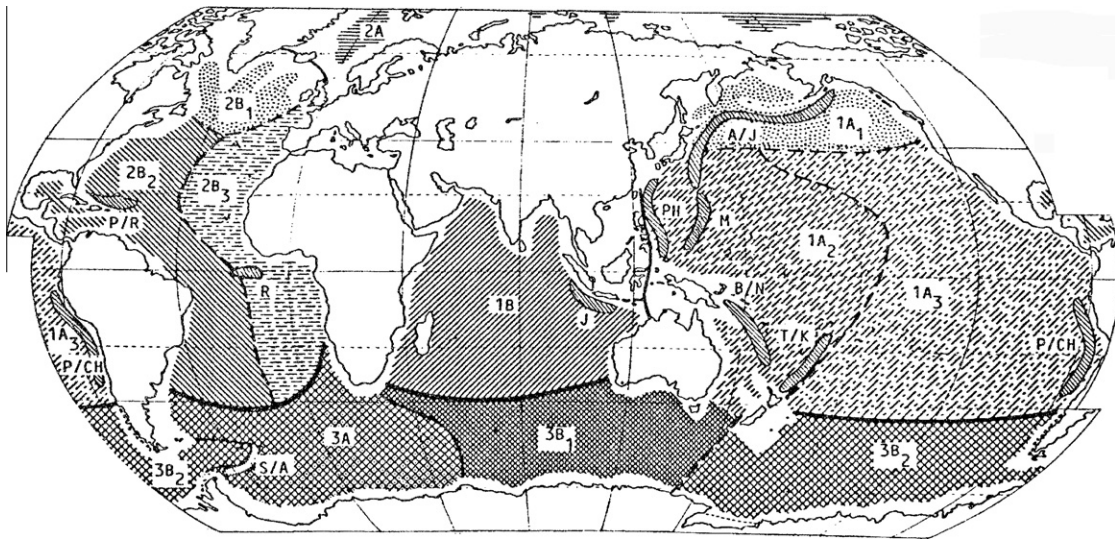 2A
2B1
1A1
A/J
2B2
2B3
P/R
PH
M
1A2
R
1B
J
B/N
1A3
1A3
T/K
P/CH
P/CH
3A
3B1
3B2
3B2
S/A